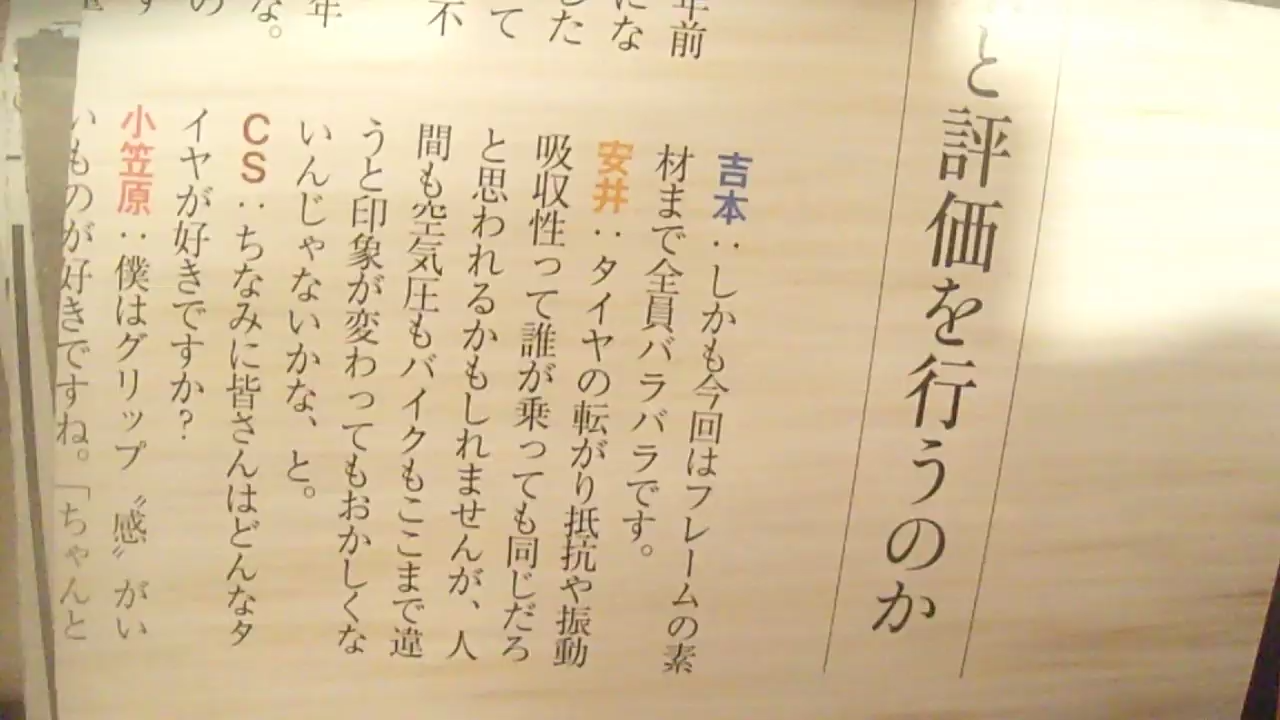 と評価を行うのか
年前
にな
した
て
不
年
な。
の
す
吉本：しかも今回はフレームの素
材まで全員バラバラです。
安井：タイヤの転がり抵抗や振動
吸収性って誰が乗っても同じだろ
と思われるかもしれませんが、人
間も空気圧もバイクもここまで違
うと印象が変わってもおかしくな
いんじゃないかな、と。
CS：ちなみに皆さんはどんなタ
イヤが好きですか？
小笠原：僕はグリップ〝感〟がい
いものが好きですね。「ちゃんと